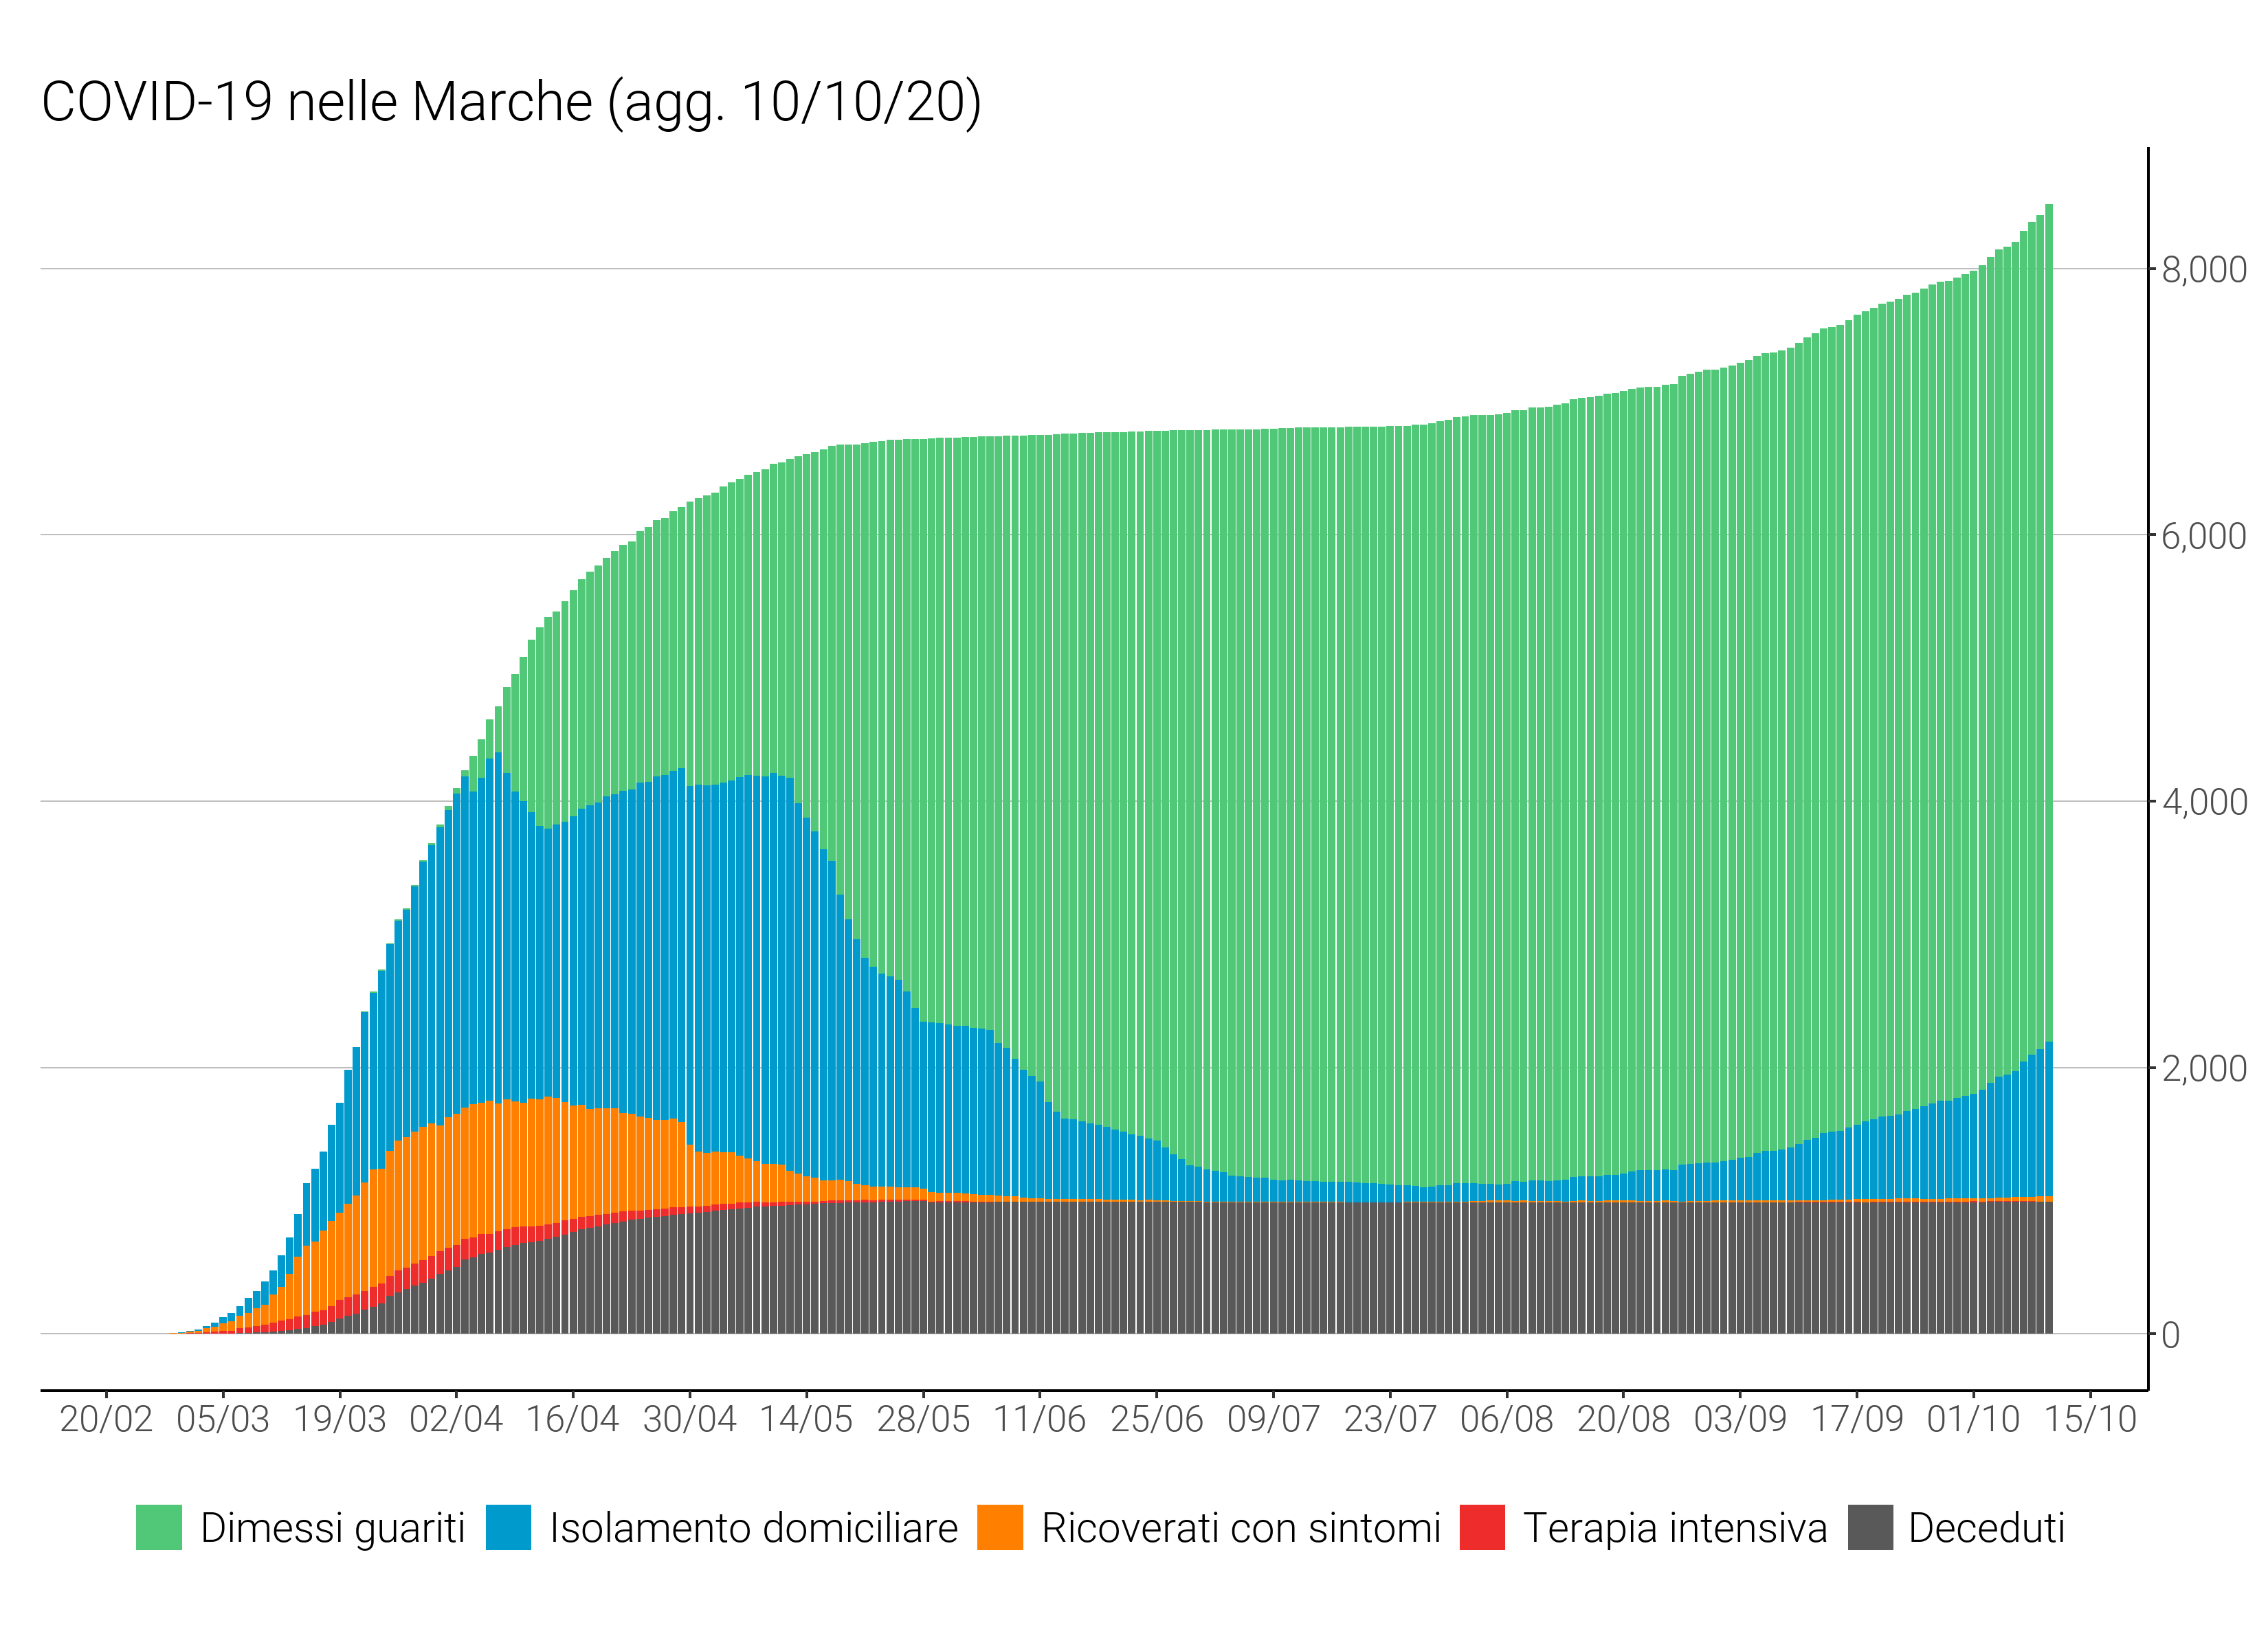 COVID-19 nelle Marche (agg. 10/10/20)
8,000
6,000
4,000
2,000
0
20/02 05/03 19/03 02/04 16/04 30/04 14/05 28/05 11/06 25/06 09/07 23/07 06/08 20/08 03/09 17/09 01/10 15/10
Dimessi guariti Isolamento domiciliare Ricoverati con sintomi Terapia intensiva Deceduti